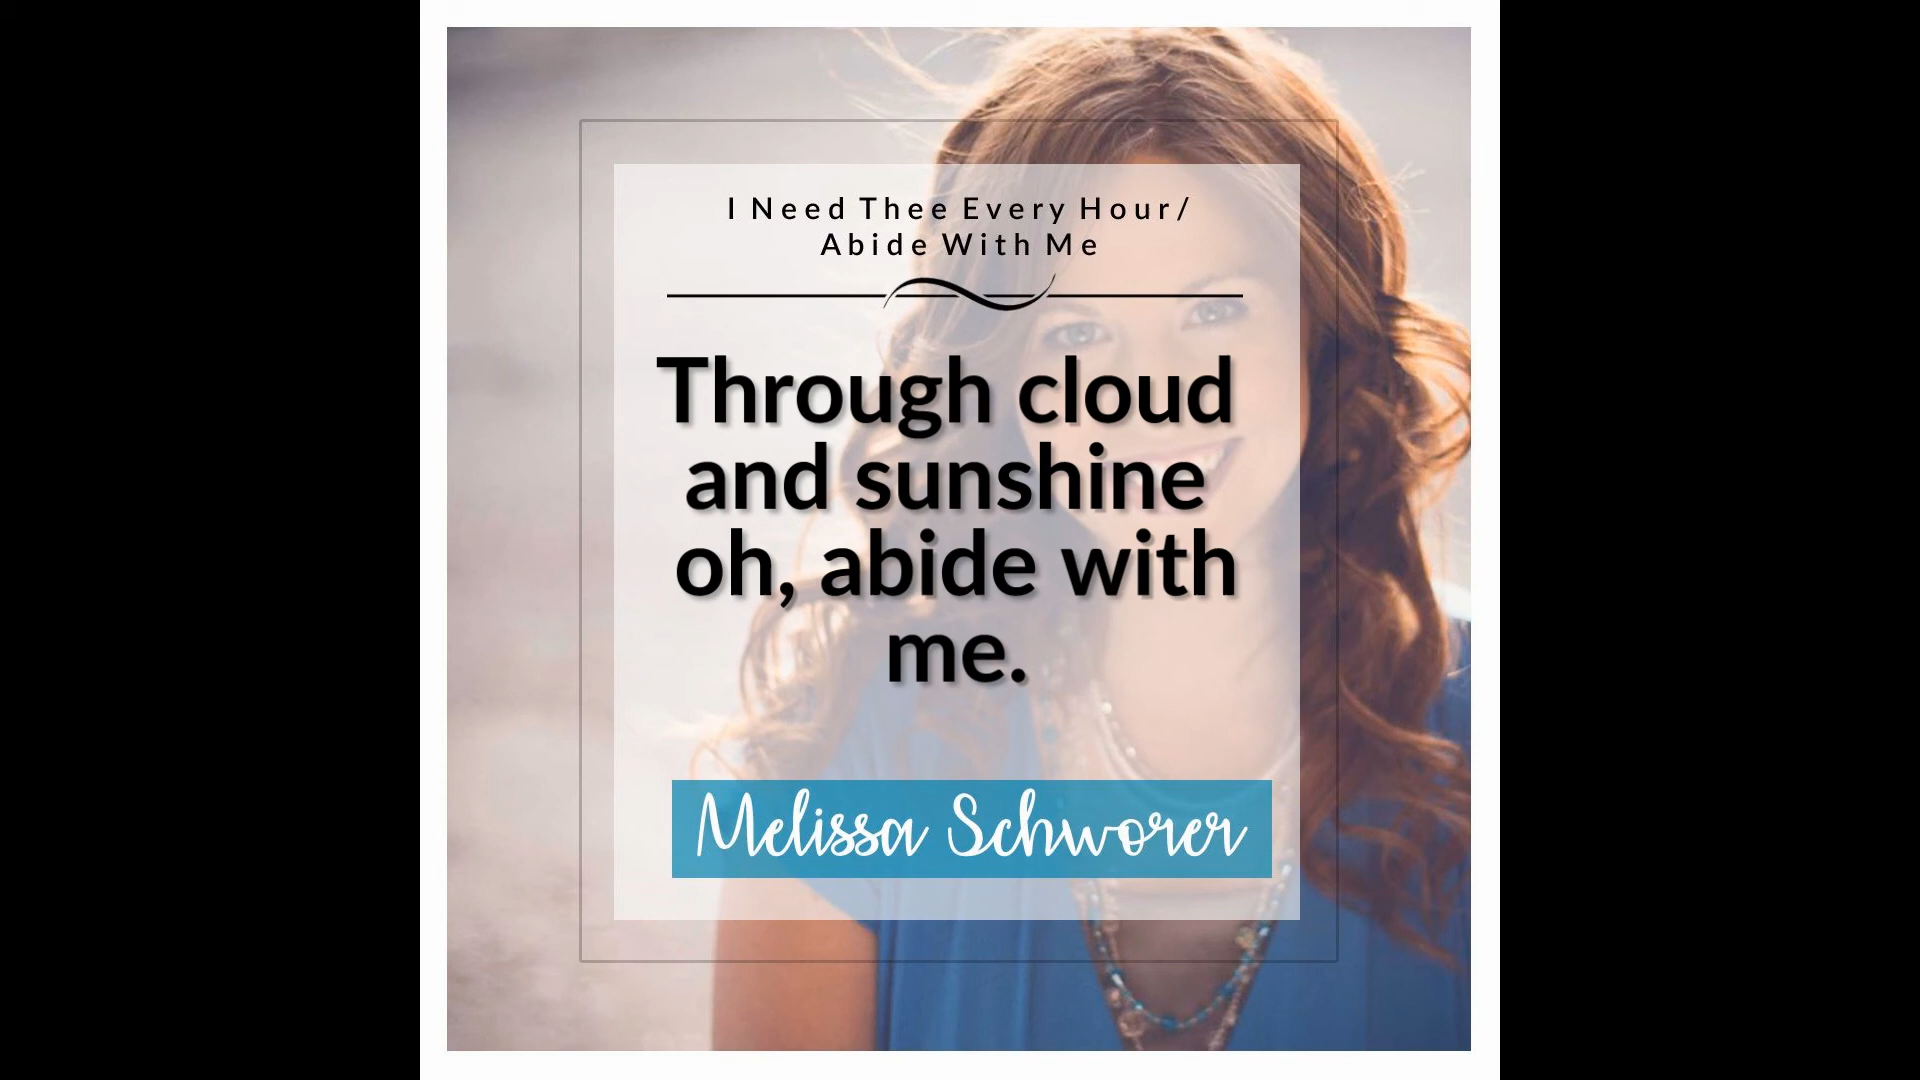 I Need Thee Every Hour/
Abide With Me
Through cloud
and sunshine
oh, abide with
me.
Melissa Schworer